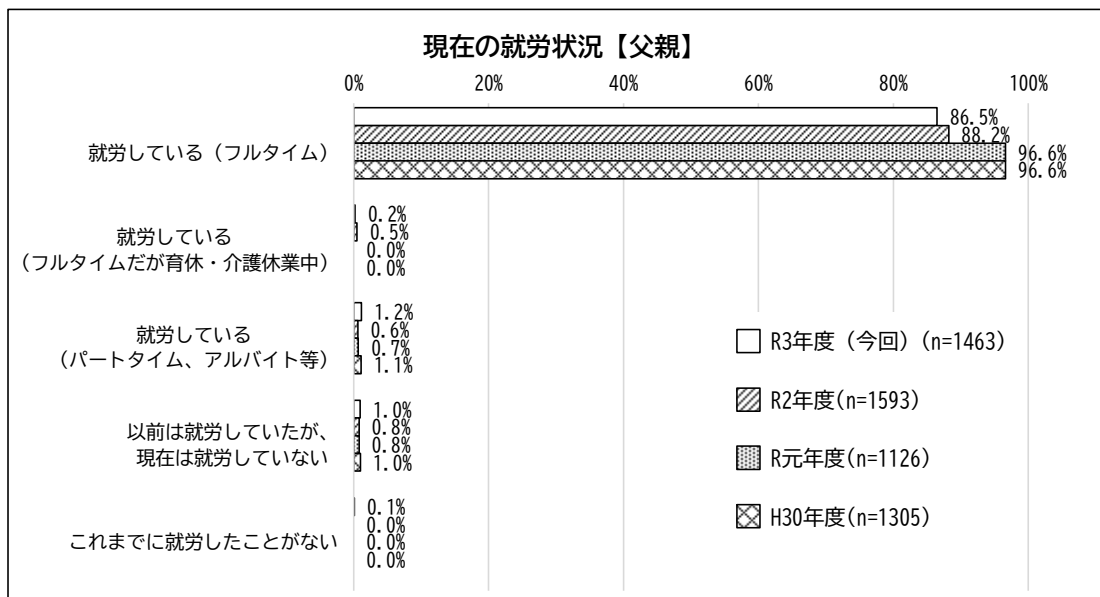 現在の就労状況【父親】
0% 20% 40% 60% 80% 100%
就労している（フルタイム）
86.5%
88.2%
96.6%
96.6%
就労している
（フルタイムだが育休・介護休業中）
0.2%
0.5%
0.0%
0.0%
就労している
（パートタイム、アルバイト等）
1.2%
0.6%
0.7%
1.1%
以前は就労していたが、
現在は就労していない
1.0%
0.8%
0.8%
1.0%
これまでに就労したことがない
0.1%
0.0%
0.0%
0.0%
R3年度（今回）(n=1463)
R2年度(n=1593)
R元年度(n=1126)
H30年度(n=1305)